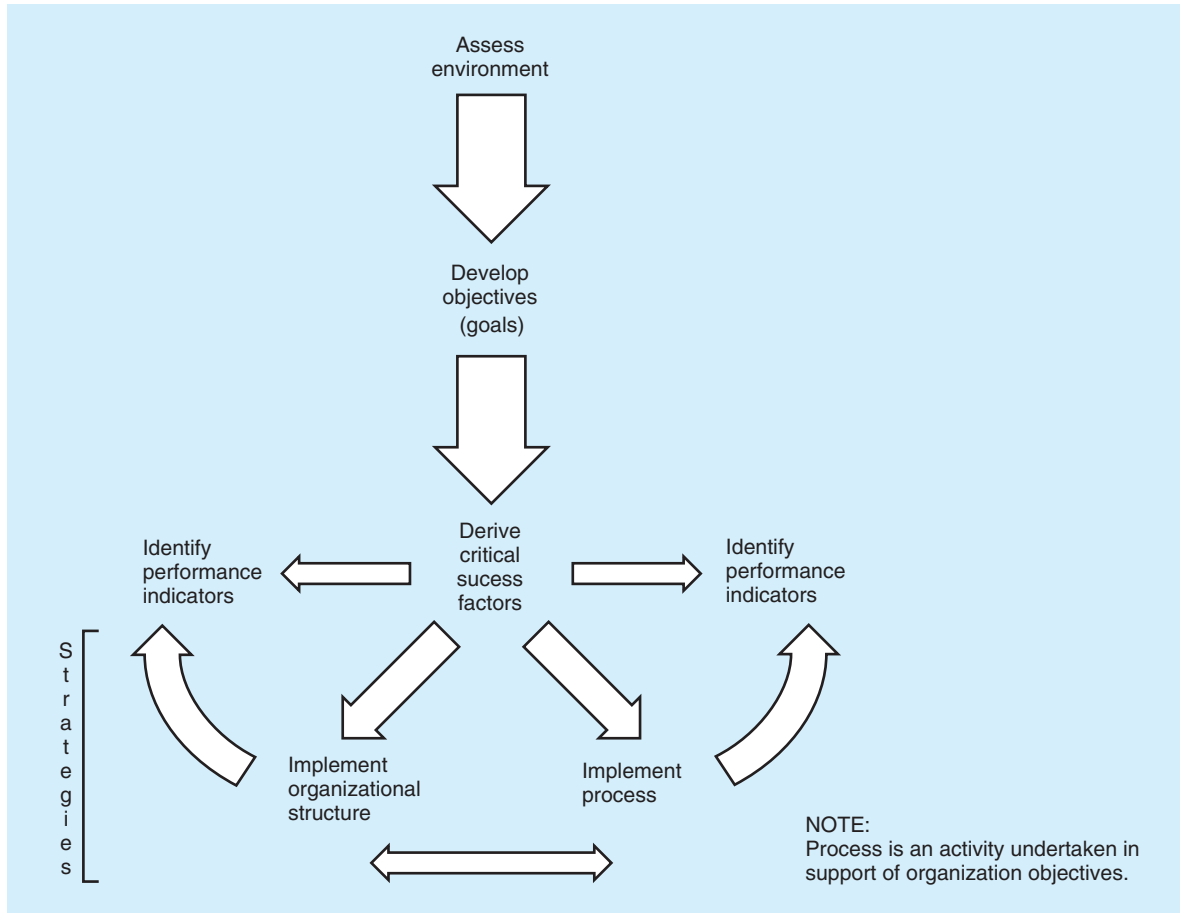 Assess
environment
Develop
objectives
(goals)
Derive
critical
sucess
factors
Identify
performance
indicators
Identify
performance
indicators
Strategies
Implement
organizational
structure
Implement
process
NOTE:
Process is an activity undertaken in
support of organization objectives.